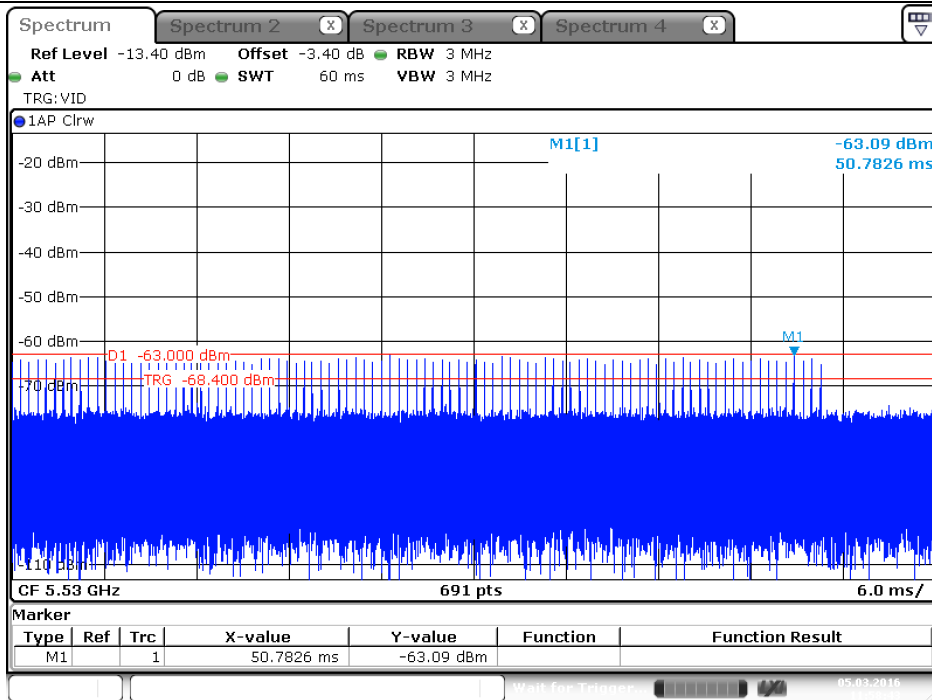 Spectrum Spectrum 2 X Spectrum 3 X Spectrum 4 X
Ref Level -13.40 dBm Offset -3.40 dB RBW 3 MHz
Att 0 dB SWT 60 ms VBW 3 MHz
TRG:VID
1AP Clrw
M1[1] -63.09 dBm
50.7826 ms
-20 dBm
-30 dBm
-40 dBm
-50 dBm
-60 dBm
M1
D1 -63.000 dBm
TRG -68.400 dBm
-70 dBm
-110 dBm
CF 5.53 GHz 691 pts 6.0 ms/
Marker
Type Ref Trc X-value Y-value Function Function Result
M1 1 50.7826 ms -63.09 dBm
Wait for Trigger... 05.03.2016